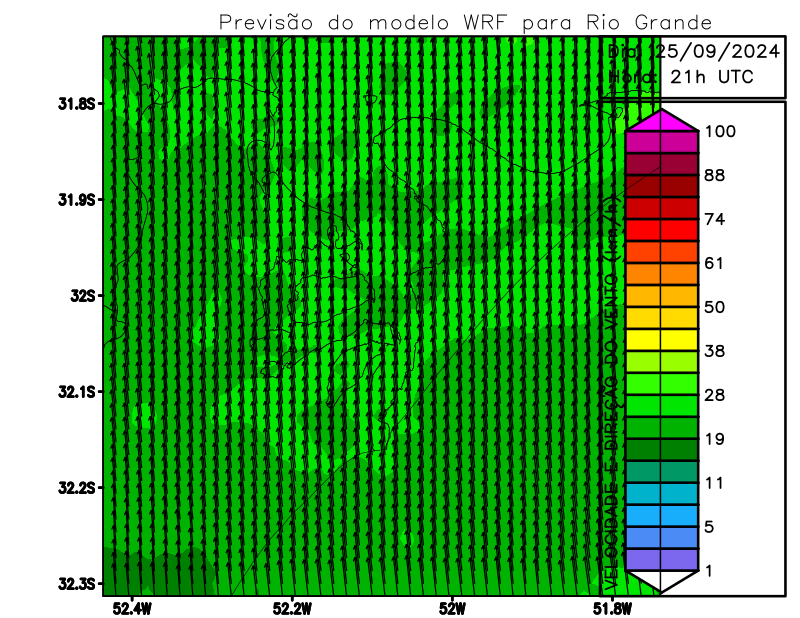 Previsão do modelo WRF para Rio Grande
Dia: 25/09/2024
Hora: 21h UTC
31.8S
31.9S
32S
32.1S
32.2S
32.3S
52.4W
52.2W
52W
51.8W
VELOCIDADE E DIREÇÃO DO VENTO (km/h)
100
88
74
61
50
38
28
19
11
5
1